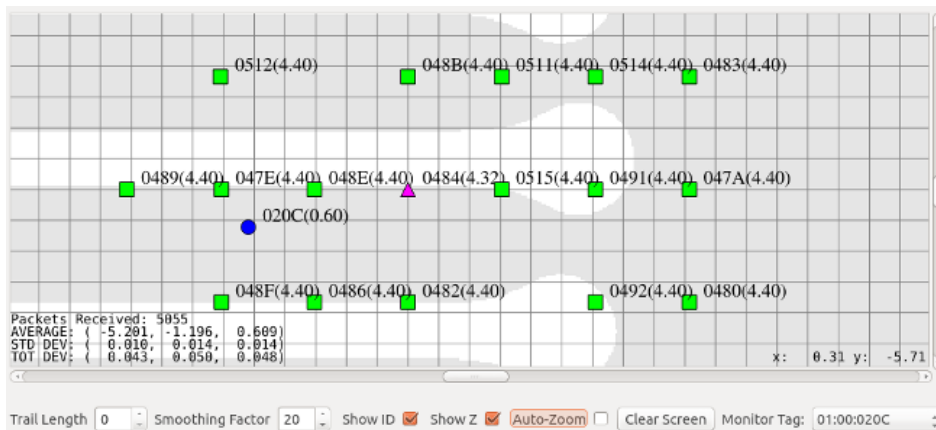 0512(4.40) 048B(4.40) 0511(4.40) 0514(4.40) 0483(4.40)
0489(4.40) 047E(4.40) 048E(4.40) 0484(4.32) 0515(4.40) 0491(4.40) 047A(4.40)
020C(0.60)
048F(4.40) 0486(4.40) 0482(4.40) 0492(4.40) 0480(4.40)
Packets Received: 5055
AVERAGE: ( -5.201, -1.196, 0.609)
STD DEV: ( 0.010, 0.014, 0.014)
TOT DEV: ( 0.043, 0.050, 0.048)
x: 0.31 y: -5.71
Trail Length 0 Smoothing Factor 20 Show ID Show Z Auto-Zoom Clear Screen Monitor Tag: 01:00:020C